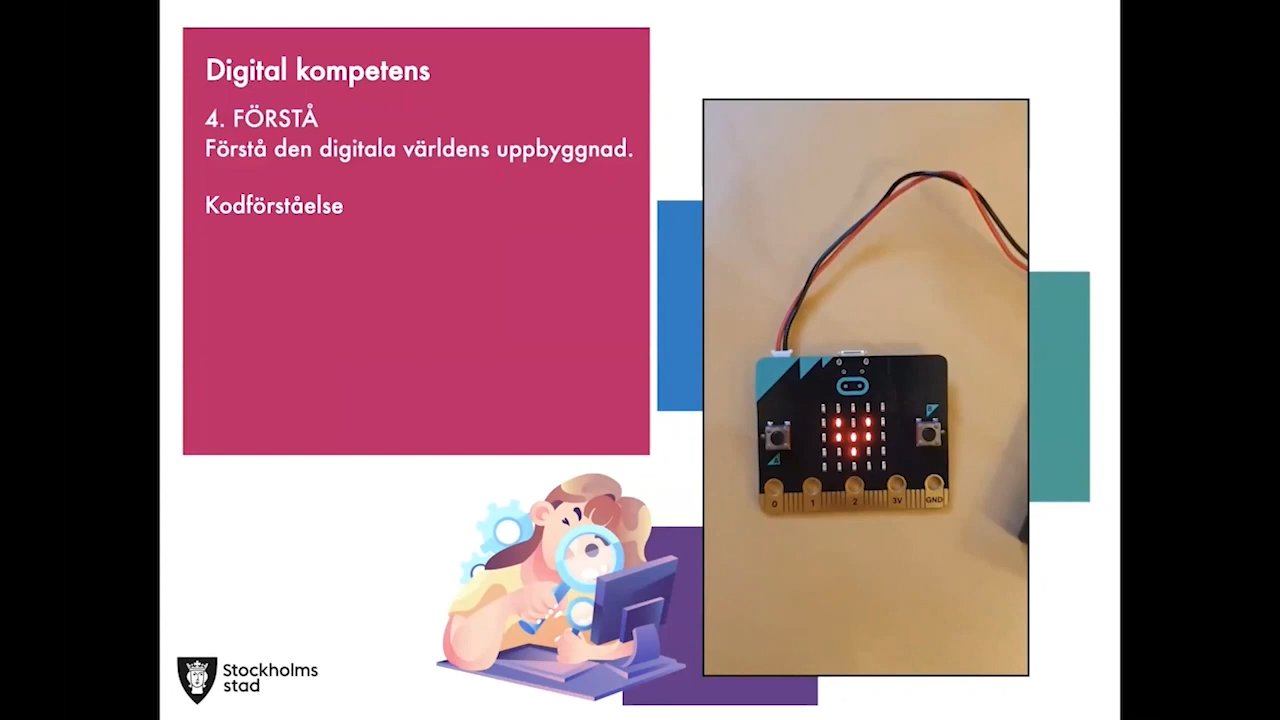 Digital kompetens
4. FÖRSTÅ
Förstå den digitala världens uppbyggnad.
Kodförståelse
A
B
0 1 2 3V GND
Stockholms
stad